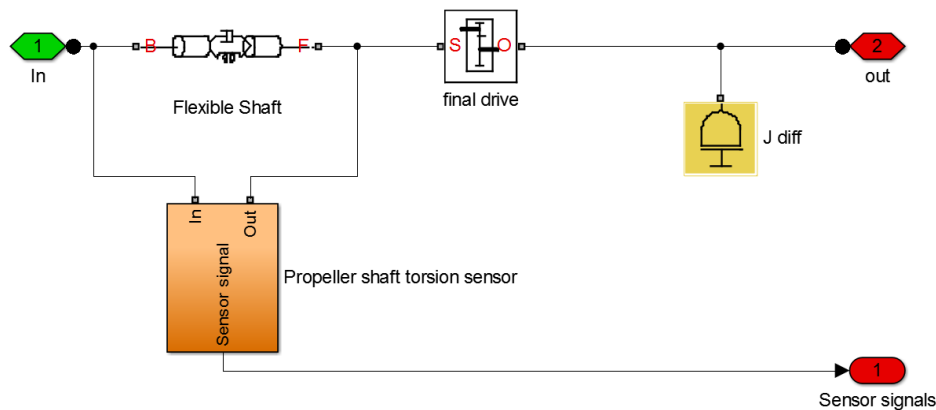 1
In
B
F
Flexible Shaft
S
O
final drive
2
out
J diff
In
Out
Sensor signal
Propeller shaft torsion sensor
1
Sensor signals